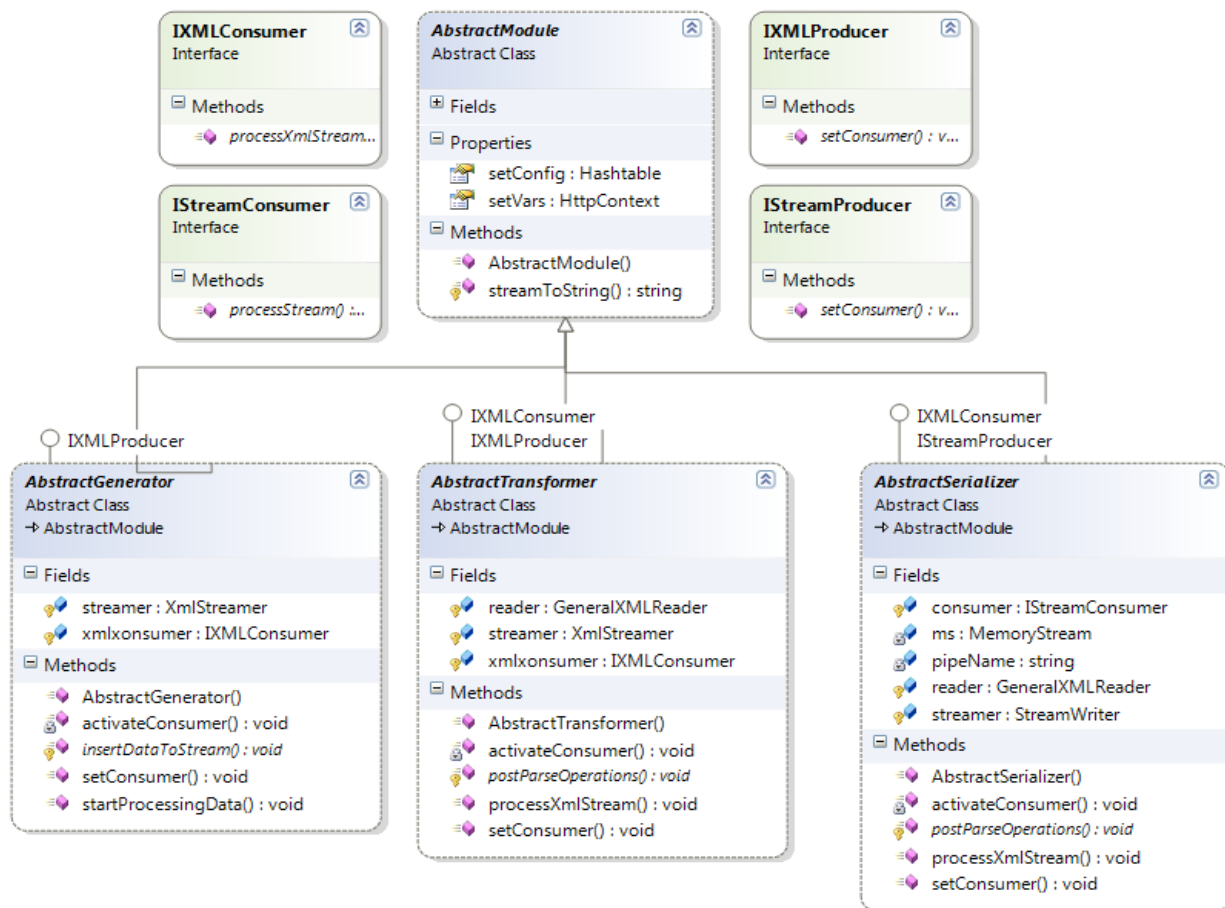 IXMLConsumer
Interface
Methods
processXmlStream...
IStreamConsumer
Interface
Methods
processStream() :...
AbstractModule
Abstract Class
Fields
Properties
setConfig : Hashtable
setVars : HttpContext
Methods
AbstractModule()
streamToString() : string
IXMLProducer
Interface
Methods
setConsumer() : v...
IStreamProducer
Interface
Methods
setConsumer() : v...
IXMLProducer
AbstractGenerator
Abstract Class
AbstractModule
Fields
streamer : XmlStreamer
xmlxonsumer : IXMLConsumer
Methods
AbstractGenerator()
activateConsumer() : void
insertDataToStream() : void
setConsumer() : void
startProcessingData() : void
IXMLConsumer
IXMLProducer
AbstractTransformer
Abstract Class
AbstractModule
Fields
reader : GeneralXMLReader
streamer : XmlStreamer
xmlxonsumer : IXMLConsumer
Methods
AbstractTransformer()
activateConsumer() : void
postParseOperations() : void
processXmlStream() : void
setConsumer() : void
IXMLConsumer
IStreamProducer
AbstractSerializer
Abstract Class
AbstractModule
Fields
consumer : IStreamConsumer
ms : MemoryStream
pipeName : string
reader : GeneralXMLReader
streamer : StreamWriter
Methods
AbstractSerializer()
activateConsumer() : void
postParseOperations() : void
processXmlStream() : void
setConsumer() : void